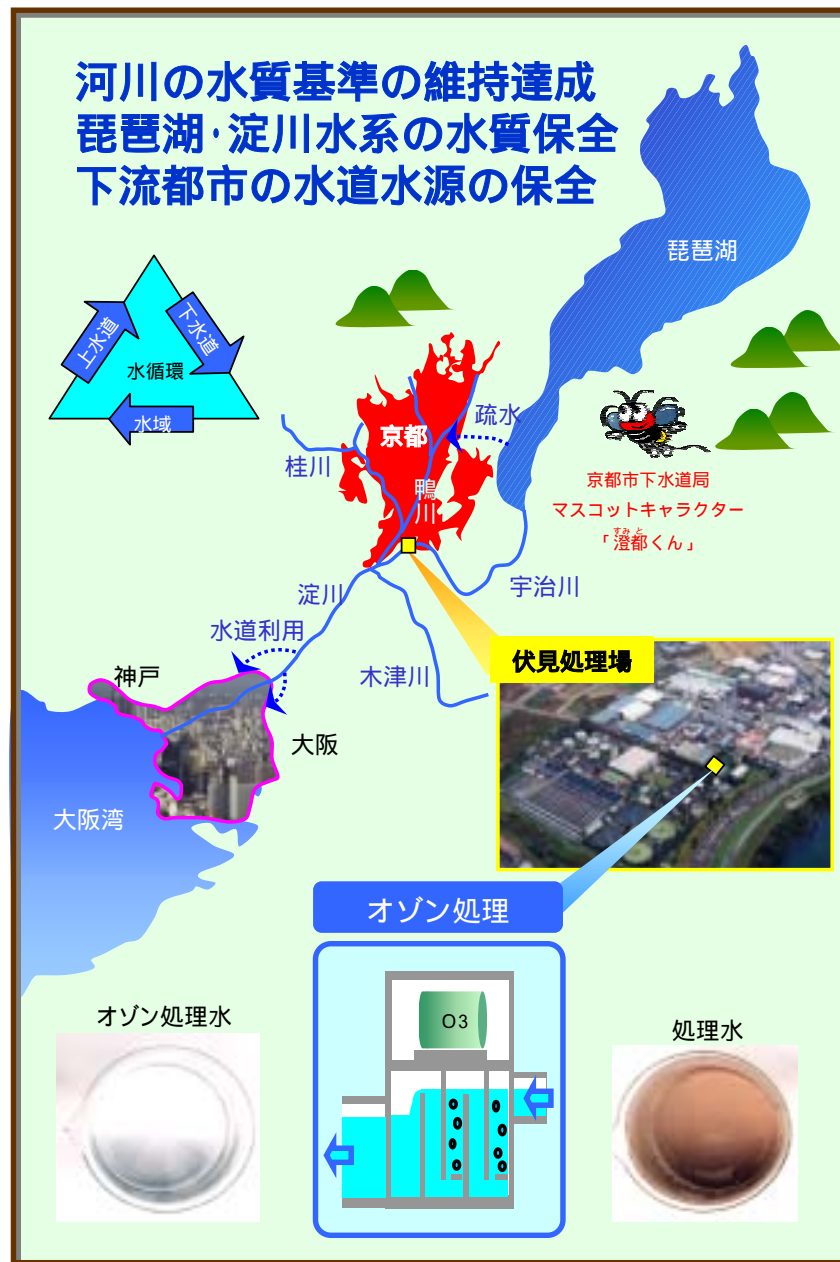 河川の水質基準の維持達成
琵琶湖・淀川水系の水質保全
下流都市の水道水源の保全
琵琶湖
上水道
下水道
水循環
水域
京都
疏水
桂川
鴨川
京都市下水道局
マスコットキャラクター
すみと
「澄都くん」
宇治川
淀川
水道利用
木津川
伏見処理場
神戸
大阪
大阪湾
オゾン処理
オゾン処理水
O3
処理水